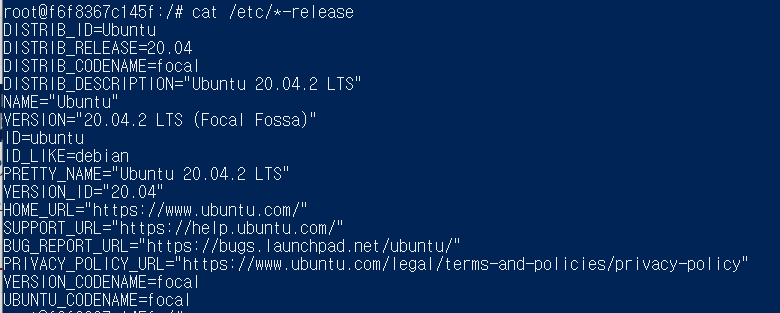 root@f6f8367c145f:/# cat /etc/*-release
DISTRIB_ID=Ubuntu
DISTRIB_RELEASE=20.04
DISTRIB_CODENAME=focal
DISTRIB_DESCRIPTION="Ubuntu 20.04.2 LTS"
NAME="Ubuntu"
VERSION="20.04.2 LTS (Focal Fossa)"
ID=ubuntu
ID_LIKE=debian
PRETTY_NAME="Ubuntu 20.04.2 LTS"
VERSION_ID="20.04"
HOME_URL="https://www.ubuntu.com/"
SUPPORT_URL="https://help.ubuntu.com/"
BUG_REPORT_URL="https://bugs.launchpad.net/ubuntu/"
PRIVACY_POLICY_URL="https://www.ubuntu.com/legal/terms-and-policies/privacy-policy"
VERSION_CODENAME=focal
UBUNTU_CODENAME=focal